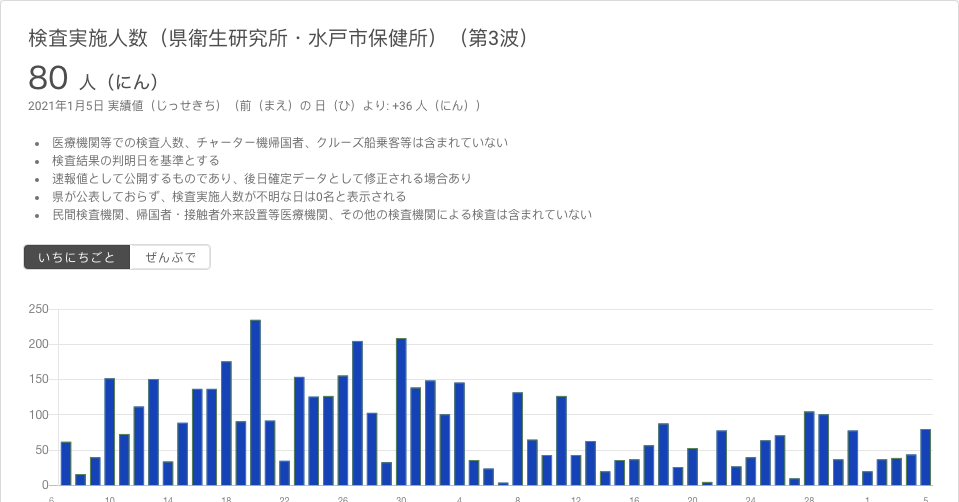 検査実施人数（県衛生研究所・水戸市保健所）（第3波）
80 人（にん）
2021年1月5日 実績値（じっせきち）（前（まえ）の 日（ひ）より: +36 人（にん））
医療機関等での検査人数、チャーター機帰国者、クルーズ船乗客等は含まれていない
検査結果の判明日を基準とする
速報値として公開するものであり、後日確定データとして修正される場合あり
県が公表しておらず、検査実施人数が不明な日は0名と表示される
民間検査機関、帰国者・接触者外来設置等医療機関、その他の検査機関による検査は含まれていない
いちにちごと ぜんぶで
250
200
150
100
50
0
6 10 14 18 22 26 30 4 8 12 16 20 24 28 1 5